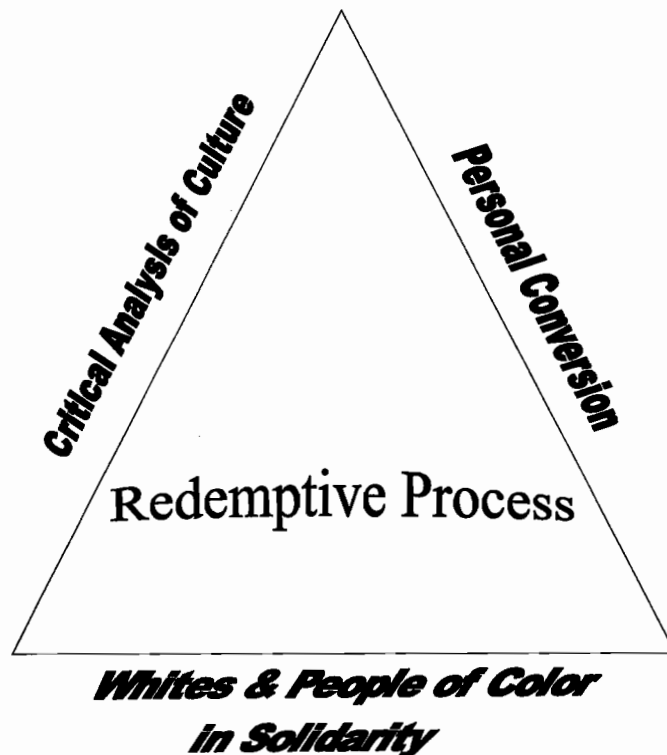 Critical Analysis of Culture
Personal Conversion
Redemptive Process
Whites & People of Color
in Solidarity